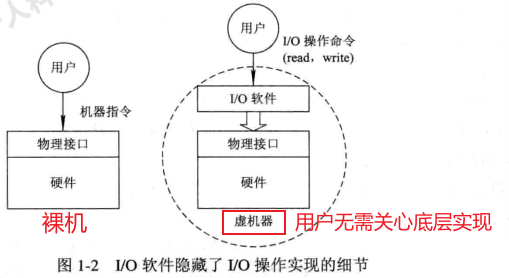 用户
机器指令
物理接口
硬件
裸机
用户
I/O 操作命令
(read，write)
I/O 软件
物理接口
硬件
虚机器
用户无需关心底层实现
图 1-2 I/O 软件隐藏了 I/O 操作实现的细节